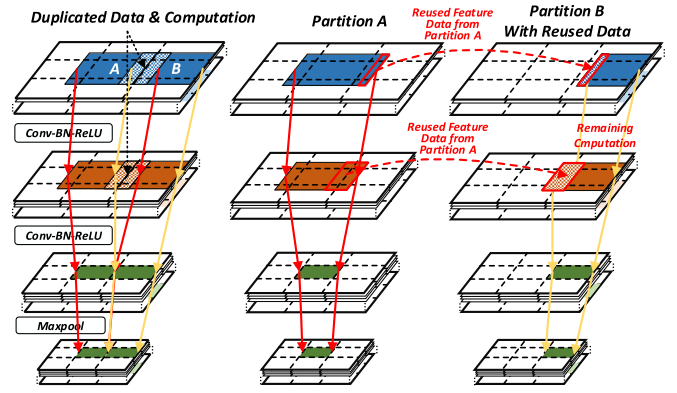 Duplicated Data & Computation
Partition A
Reused Feature
Data from
Partition A
Partition B
With Reused Data
A
B
Conv-BN-ReLU
Reused Feature
Data from
Partition A
Remaining
Cmputation
Conv-BN-ReLU
Maxpool